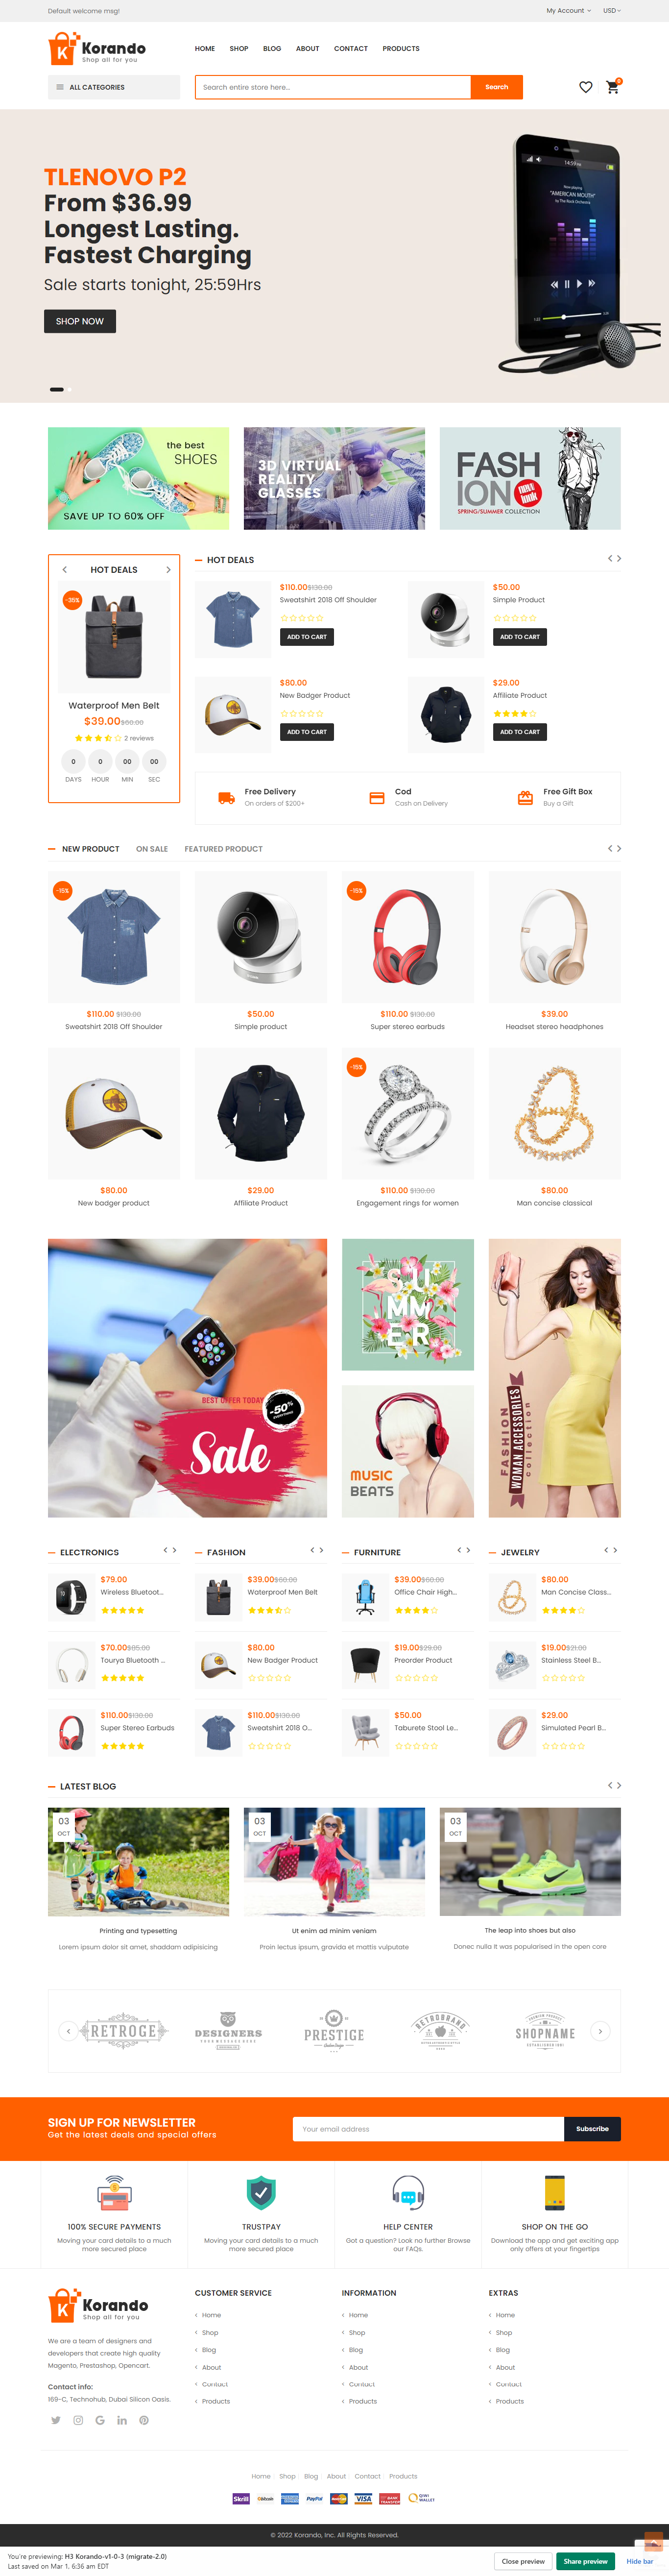 Default welcome msg!
My Account
USD
Korando
Shop all for you
HOME SHOP BLOG ABOUT CONTACT PRODUCTS
ALL CATEGORIES
Search entire store here...
Search
0
TLENOVO P2
From $36.99
Longest Lasting.
Fastest Charging
Sale starts tonight, 25:59Hrs
SHOP NOW
14:59
Now playing
"AMERICAN MOUTH"
by The Rock Orchestra
the best
SHOES
SAVE UP TO 60% OFF
3D VIRTUAL
REALITY
GLASSES
FASH
ION
SPRING/SUMMER COLLECTION
HOT DEALS
-35%
Waterproof Men Belt
$39.00 $60.00
2 reviews
0 0 00 00
DAYS HOUR MIN SEC
HOT DEALS
$110.00 $130.00
Sweatshirt 2018 Off Shoulder
ADD TO CART
$50.00
Simple Product
ADD TO CART
$80.00
New Badger Product
ADD TO CART
$29.00
Affiliate Product
ADD TO CART
Free Delivery
On orders of $200+
Cod
Cash on Delivery
Free Gift Box
Buy a Gift
NEW PRODUCT ON SALE FEATURED PRODUCT
-15%
$110.00 $130.00
Sweatshirt 2018 Off Shoulder
$50.00
Simple product
-15%
$110.00 $130.00
Super stereo earbuds
$39.00
Headset stereo headphones
$80.00
New badger product
$29.00
Affiliate Product
-15%
$110.00 $130.00
Engagement rings for women
$80.00
Man concise classical
BEST OFFER TODAY
-50%
Sale
SU
MM
ER
MUSIC
BEATS
FASHION
WOMAN ACCESSORIES
collection
ELECTRONICS
$79.00
Wireless Bluetoot...
$70.00 $85.00
Tourya Bluetooth ...
$110.00 $130.00
Super Stereo Earbuds
FASHION
$39.00 $60.00
Waterproof Men Belt
$80.00
New Badger Product
$110.00 $130.00
Sweatshirt 2018 O...
FURNITURE
$39.00 $60.00
Office Chair High...
$19.00 $29.00
Preorder Product
$50.00
Taburete Stool Le...
JEWELRY
$80.00
Man Concise Class...
$19.00 $21.00
Stainless Steel B...
$29.00
Simulated Pearl B...
LATEST BLOG
03
OCT
Printing and typesetting
Lorem ipsum dolor sit amet, shaddam adipisicing
03
OCT
Ut enim ad minim veniam
Proin lectus ipsum, gravida et mattis vulputate
03
OCT
The leap into shoes but also
Donec nulla It was popularised in the open core
RETROGE
DESIGNERS
PRESTIGE
RETROBRAND
SHOPNAME
SIGN UP FOR NEWSLETTER
Get the latest deals and special offers
Your email address
Subscribe
100% SECURE PAYMENTS
Moving your card details to a much
more secured place
TRUSTPAY
Moving your card details to a much
more secured place
HELP CENTER
Got a question? Look no further Browse
our FAQs.
SHOP ON THE GO
Download the app and get exciting app
only offers at your fingertips
Korando
Shop all for you
We are a team of designers and
developers that create high quality
Magento, Prestashop, Opencart.
Contact info:
169-C, Technohub, Dubai Silicon Oasis.
CUSTOMER SERVICE
Home
Shop
Blog
About
Contact
Products
INFORMATION
Home
Shop
Blog
About
Contact
Products
EXTRAS
Home
Shop
Blog
About
Contact
Products
Home Shop Blog About Contact Products
Skrill bitcoin PayPal VISA BANK TRANSFER QIWI WALLET
© 2022 Korando, Inc. All Rights Reserved.
You're previewing: H3 Korando-v1-0-3 (migrate-2.0)
Last saved on Mar 1, 6:36 am EDT
Close preview
Share preview
Hide bar